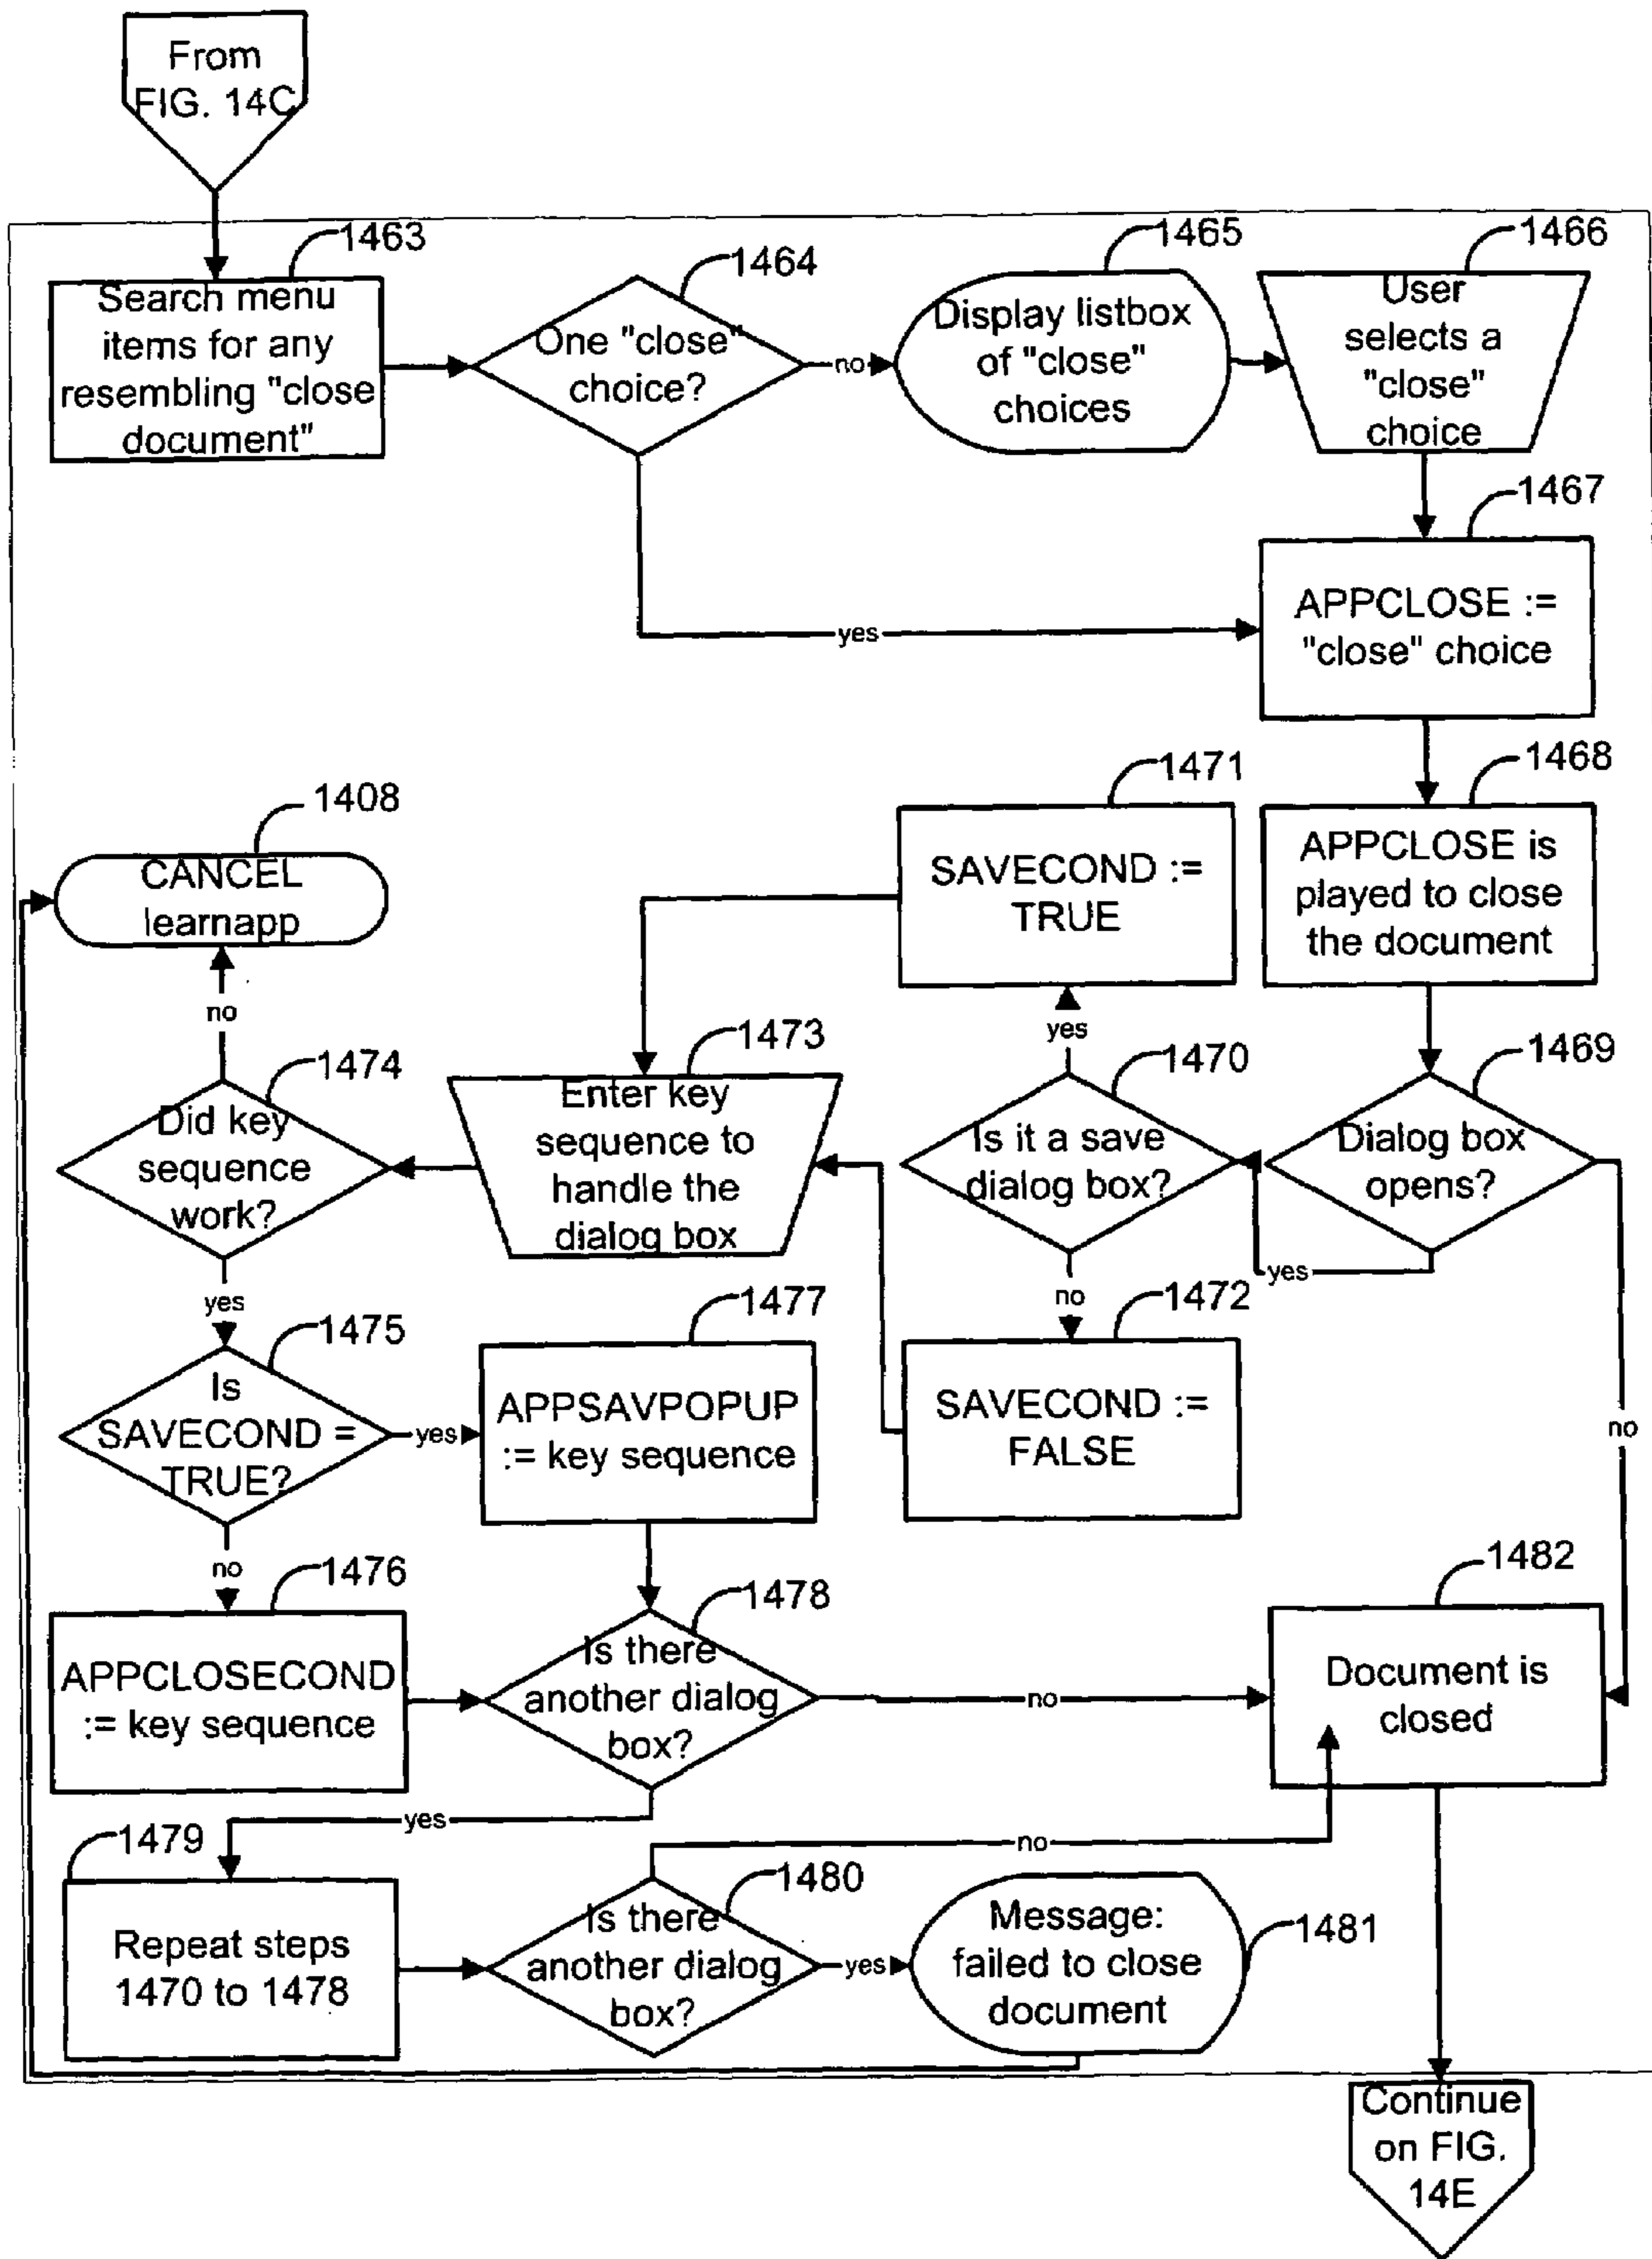 From
FIG. 14C
1463
Search menu
items for any
resembling "close
document"
1464
One "close"
choice?
no
yes
1465
Display listbox
of "close"
choices
1466
User
selects a
"close"
choice
1467
APPCLOSE :=
"close" choice
1468
APPCLOSE is
played to close
the document
1469
Dialog box
opens?
yes
no
1470
Is it a save
dialog box?
yes
no
1471
SAVECOND :=
TRUE
1472
SAVECOND :=
FALSE
1473
Enter key
sequence to
handle the
dialog box
1474
Did key
sequence
work?
no
yes
1408
CANCEL
learnapp
1475
Is
SAVECOND =
TRUE?
yes
no
1477
APPSAVPOPUP
:= key sequence
1476
APPCLOSECOND
:= key sequence
1478
Is there
another dialog
box?
no
yes
1482
Document is
closed
1479
Repeat steps
1470 to 1478
1480
Is there
another dialog
box?
no
yes
1481
Message:
failed to close
document
Continue
on FIG.
14E